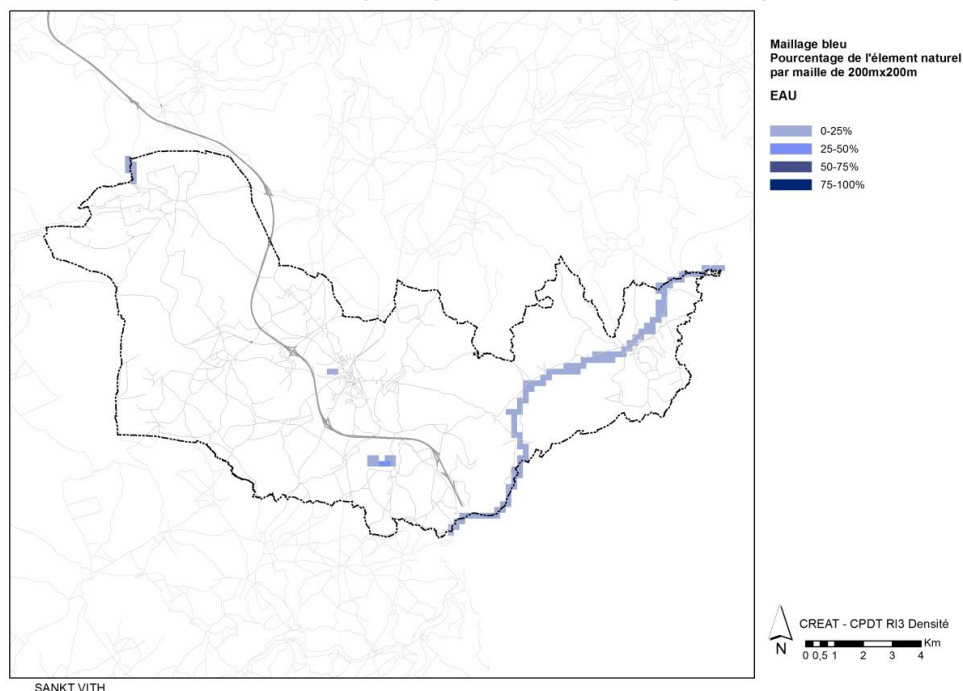 Maillage bleu
Pourcentage de l'élement naturel
par maille de 200mx200m
EAU
0-25%
25-50%
50-75%
75-100%
CREAT - CPDT RI3 Densité
N
Km
0 0,5 1 2 3 4
SANKT VITH